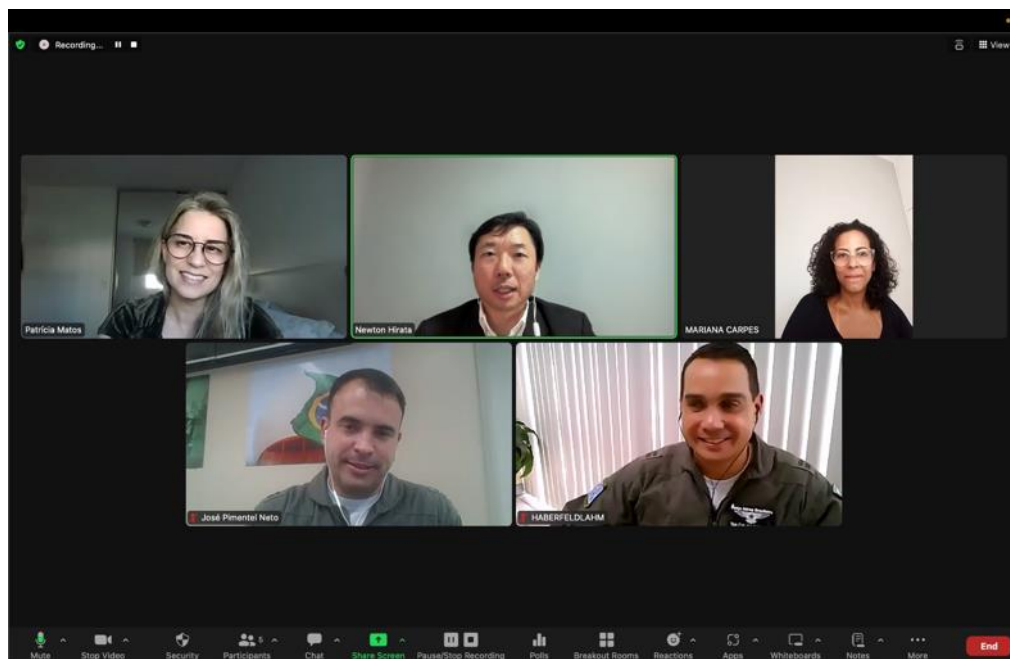 Recording...
View
Patrícia Matos
Newton Hirata
MARIANA CARPES
José Pimentel Neto
HABERFELDLAHM
5
Mute
Stop Video
Security
Participants
Chat
Share Screen
Pause/Stop Recording
Polls
Breakout Rooms
Reactions
Apps
Whiteboards
Notes
More
End